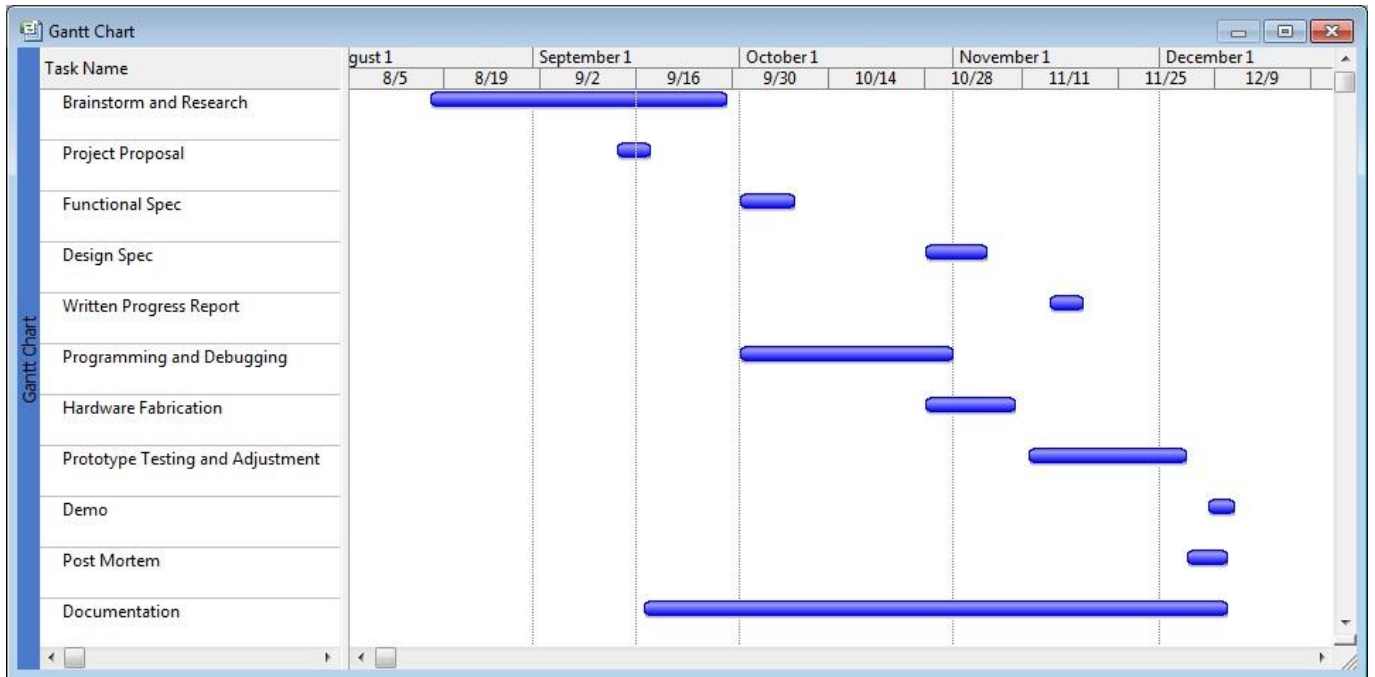 Gantt Chart
Task Name
gust 1 September 1 October 1 November 1 December 1
8/5 8/19 9/2 9/16 9/30 10/14 10/28 11/11 11/25 12/9
Brainstorm and Research
Project Proposal
Functional Spec
Design Spec
Written Progress Report
Programming and Debugging
Hardware Fabrication
Prototype Testing and Adjustment
Demo
Post Mortem
Documentation
Gantt Chart